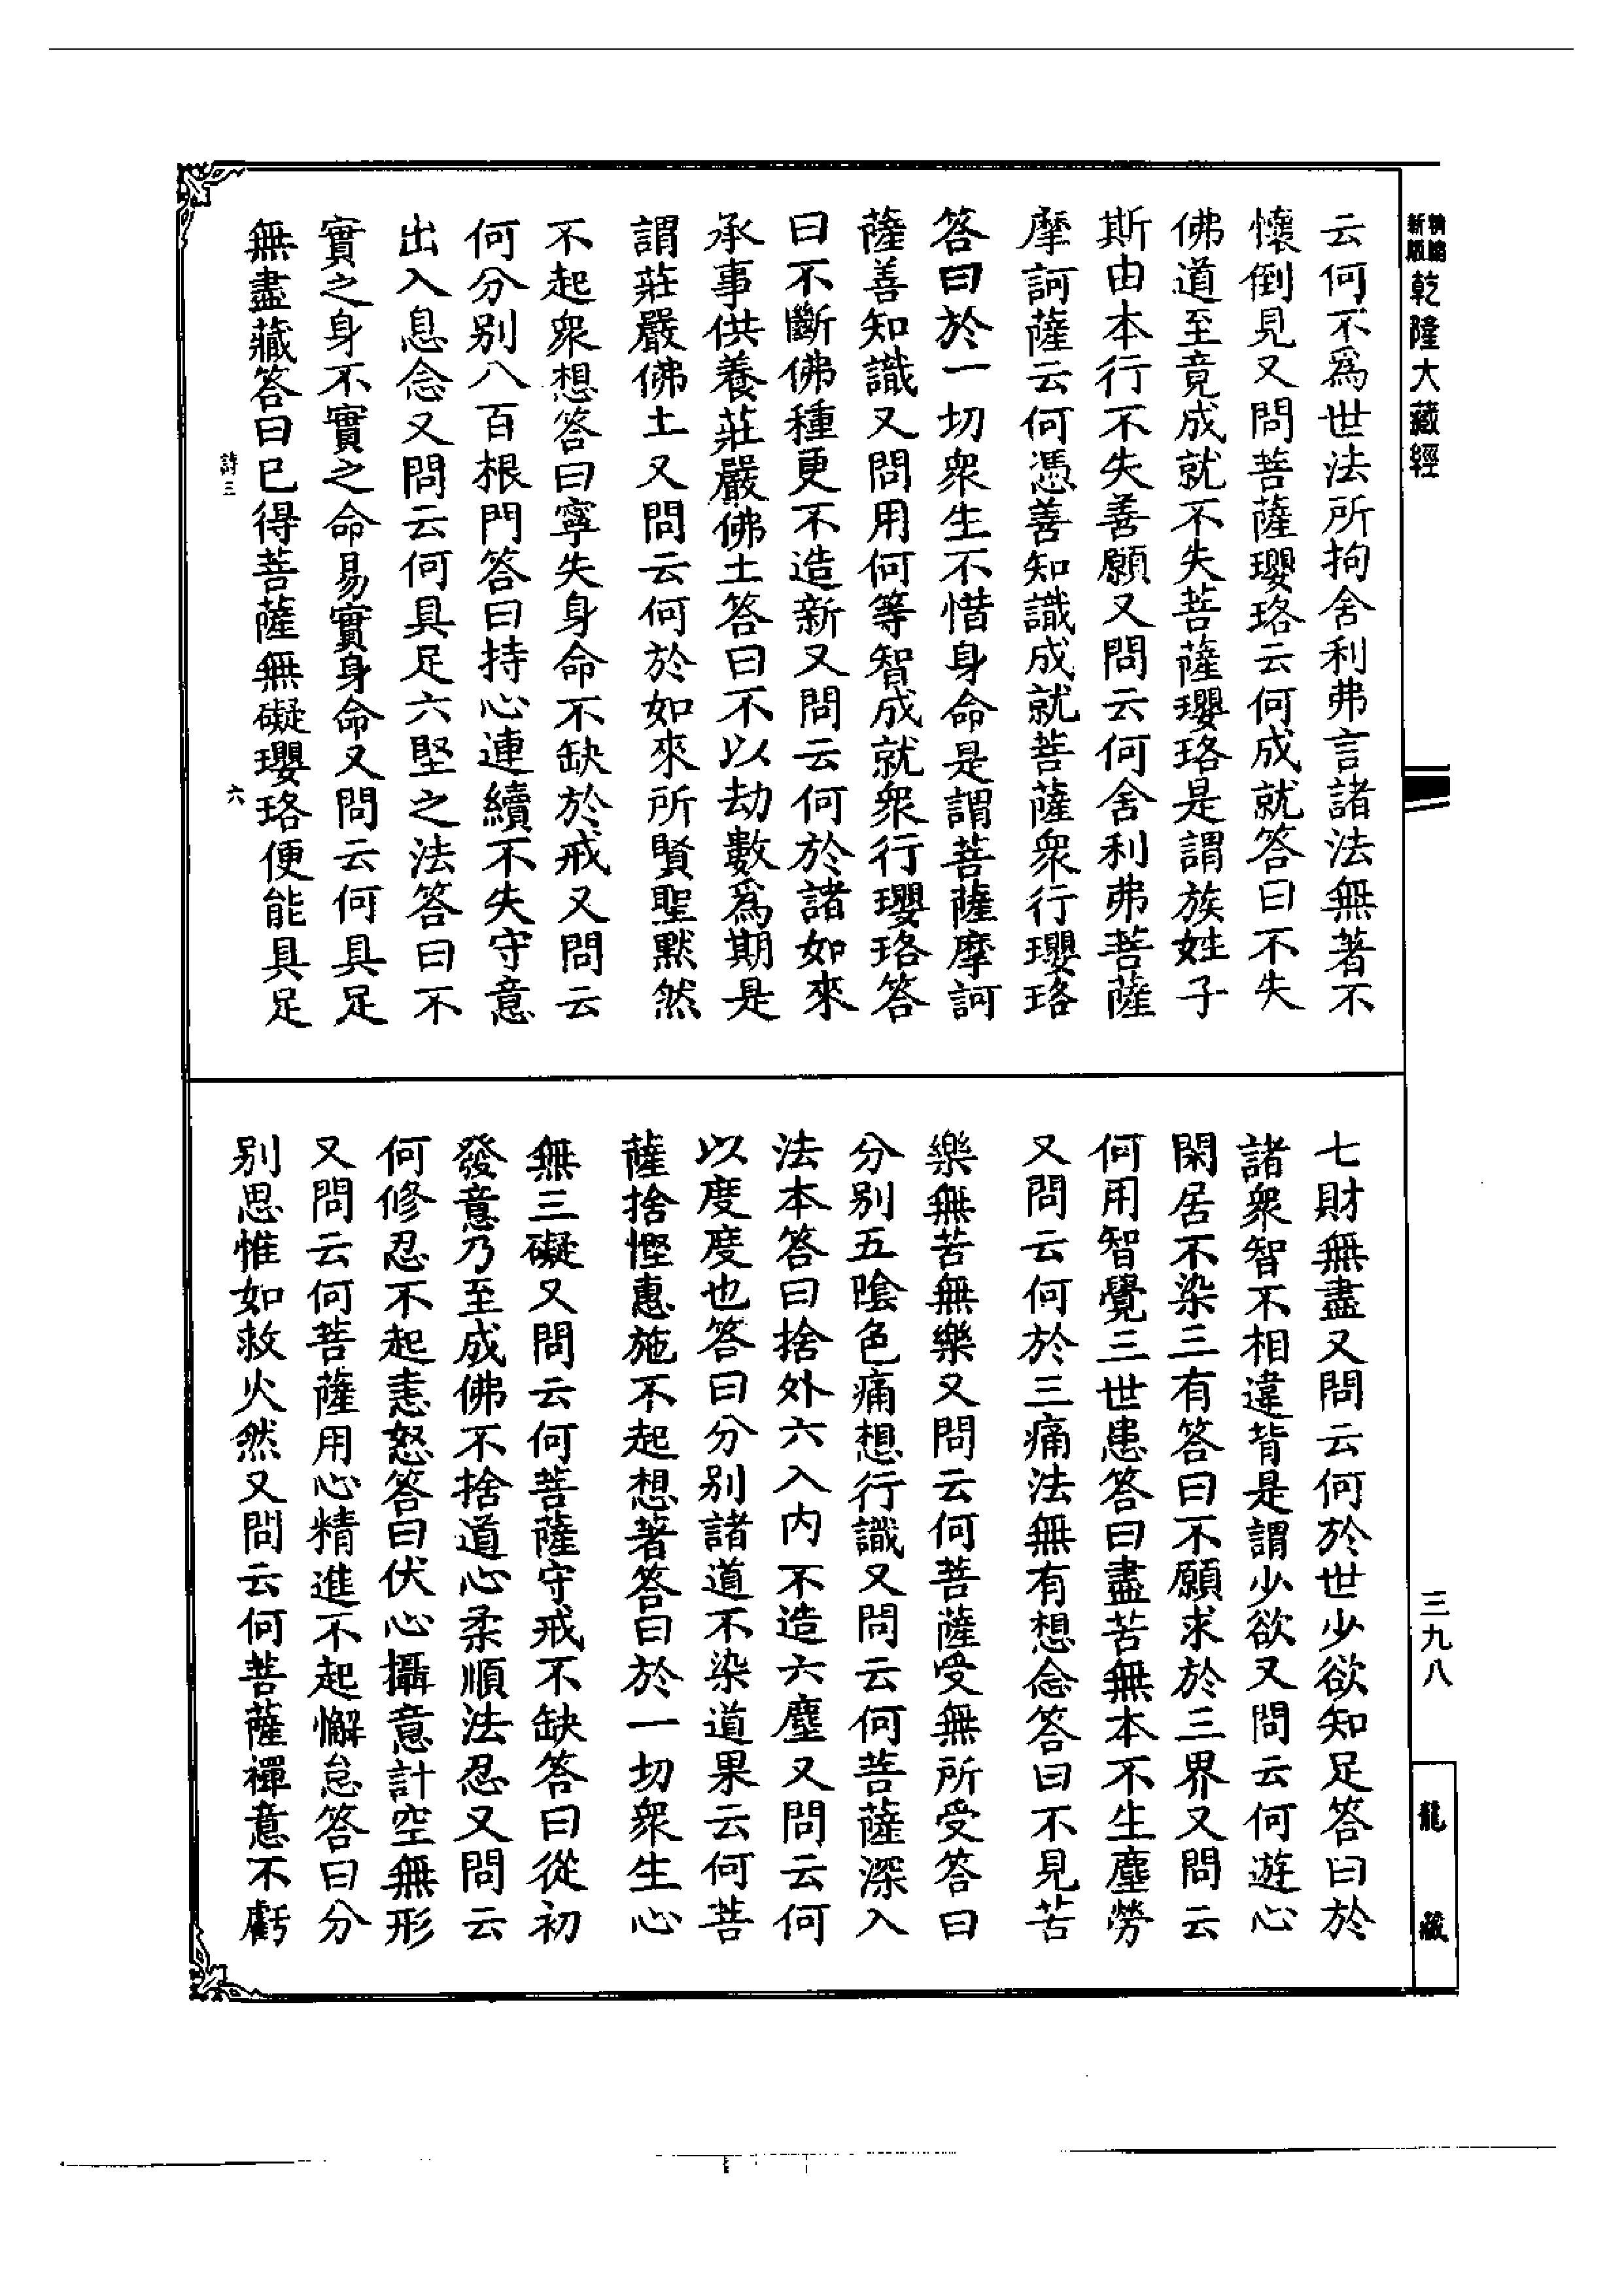 精編
新版
乾隆大藏經
云何不爲世法所拘舍利弗言諸法無著不
懷倒見又問菩薩瓔珞云何成就答曰不失
佛道至竟成就不失菩薩瓔珞是謂族姓子
斯由本行不失善願又問云何舍利弗菩薩
摩訶薩云何憑善知識成就菩薩衆行瓔珞
答曰於一切衆生不惜身命是謂菩薩摩訶
薩善知識又問用何等智成就衆行瓔珞答
曰不斷佛種更不造新又問云何於諸如來
承事供養莊嚴佛土答曰不以劫數爲期是
謂莊嚴佛土又問云何於如來所賢聖默然
不起衆想答曰寧失身命不缺於戒又問云
何分别八百根門答曰持心連續不失守意
出入息念又問云何具足六堅之法答曰不
實之身不實之命易實身命又問云何具足
無盡藏答曰已得菩薩無礙瓔珞便能具足
詩三
六
七財無盡又問云何於世少欲知足答曰於
諸衆智不相違背是謂少欲又問云何遊心
閑居不染三有答曰不願求於三界又問云
何用智覺三世患答曰盡苦無本不生塵勞
又問云何於三痛法無有想念答曰不見苦
樂無苦無樂又問云何菩薩受無所受答曰
分别五陰色痛想行識又問云何菩薩深入
法本答曰捨外六入内不造六塵又問云何
以度度也答曰分别諸道不染道果云何菩
薩捨慳惠施不起想著答曰於一切衆生心
無三礙又問云何菩薩守戒不缺答曰從初
發意乃至成佛不捨道心柔順法忍又問云
何修忍不起恚怒答曰伏心攝意計空無形
又問云何菩薩用心精進不起懈怠答曰分
别思惟如救火然又問云何菩薩禪意不虧
三九八
龍藏